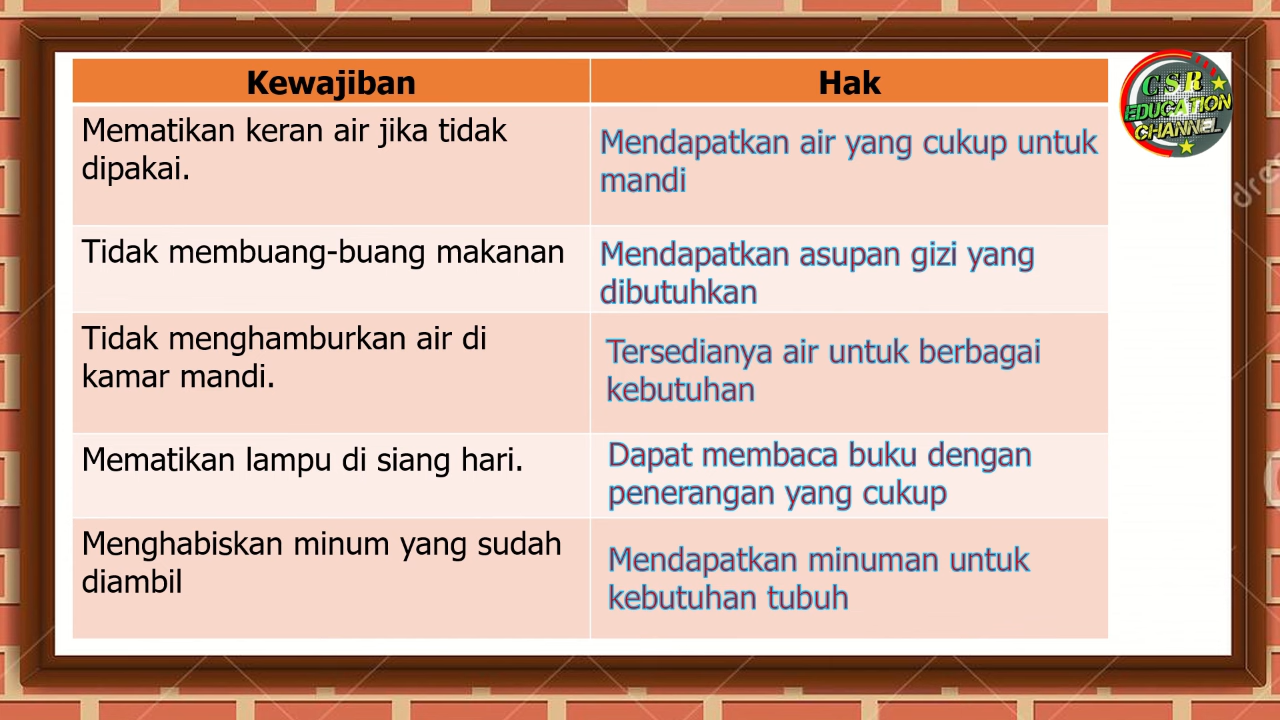 Kewajiban
Hak
Mematikan keran air jika tidak
dipakai.
Mendapatkan air yang cukup untuk
mandi
Tidak membuang-buang makanan
Mendapatkan asupan gizi yang
dibutuhkan
Tidak menghamburkan air di
kamar mandi.
Tersedianya air untuk berbagai
kebutuhan
Mematikan lampu di siang hari.
Dapat membaca buku dengan
penerangan yang cukup
Menghabiskan minum yang sudah
diambil
Mendapatkan minuman untuk
kebutuhan tubuh
CSR
EDUCATION
CHANNEL